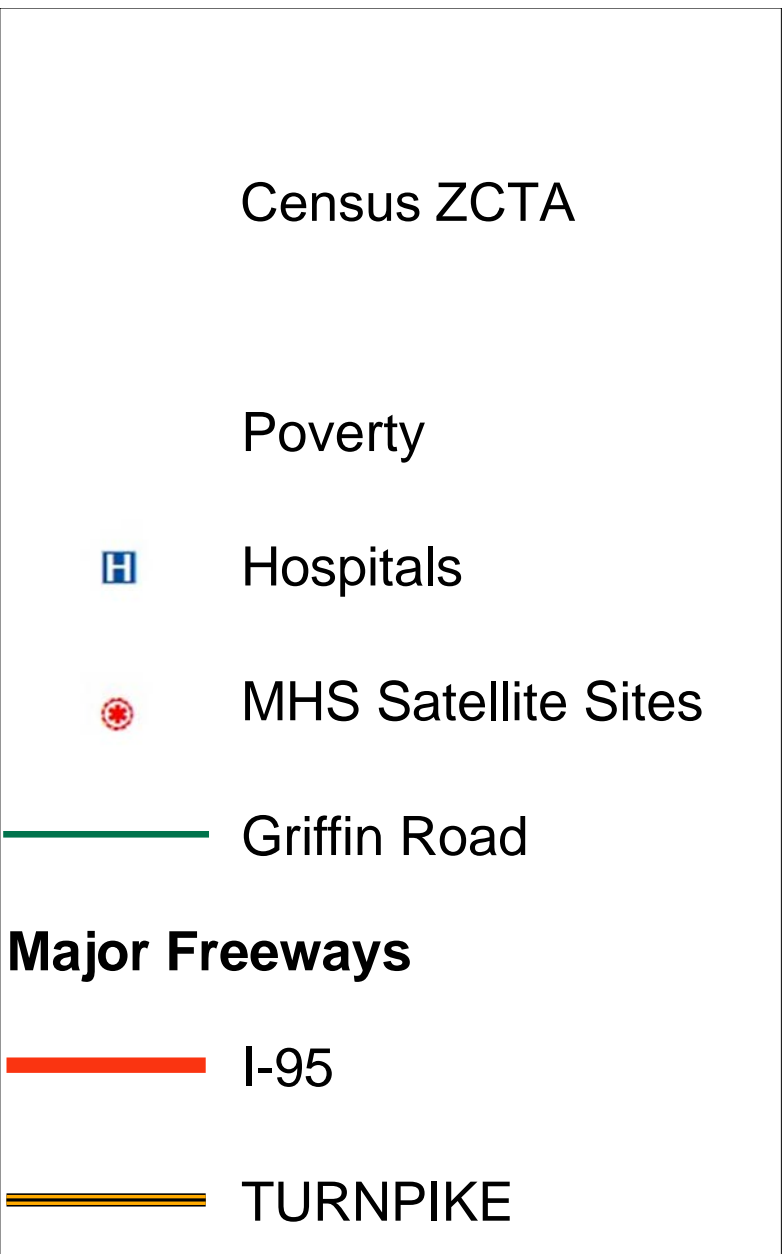 Census ZCTA
Poverty
H Hospitals
MHS Satellite Sites
Griffin Road
Major Freeways
I-95
TURNPIKE